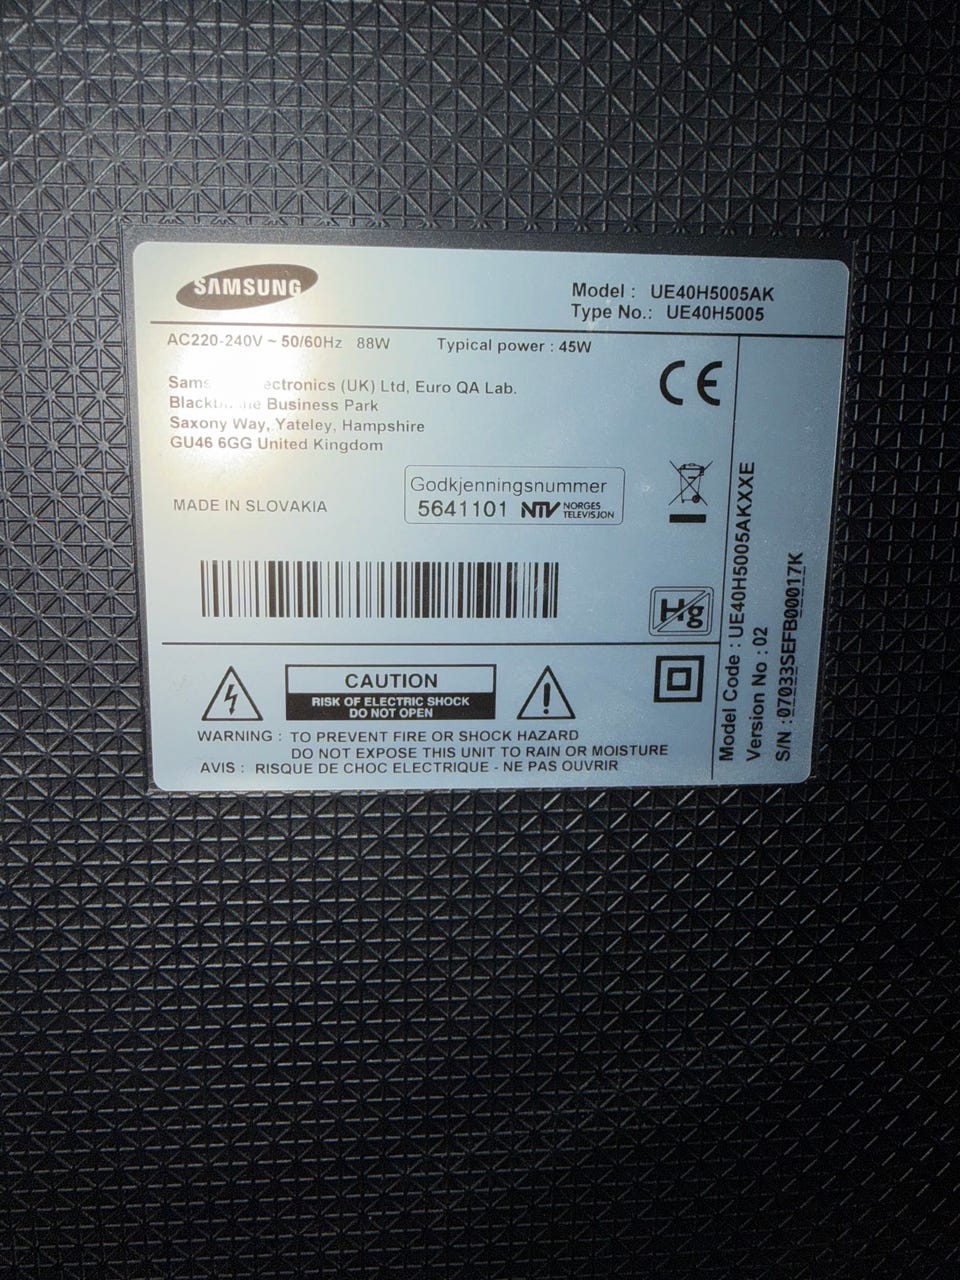 SAMSUNG
Model : UE40H5005AK
Type No.: UE40H5005
AC220-240V ~ 50/60Hz 88W Typical power : 45W
(UK) Ltd, Euro QA Lab.
Business Park
Saxony Way, Yateley, Hampshire
GU46 6GG United Kingdom
MADE IN SLOVAKIA
Godkjenningsnummer
5641101 NTV NORGES
TELEVISJON
CE
Hg
CAUTION
RISK OF ELECTRIC SHOCK
DO NOT OPEN
WARNING : TO PREVENT FIRE OR SHOCK HAZARD
DO NOT EXPOSE THIS UNIT TO RAIN OR MOISTURE
AVIS : RISQUE DE CHOC ELECTRIQUE - NE PAS OUVRIR
Model Code : UE40H5005AKXXXE
Version No : 02
S/N : 07033SEFB00017K